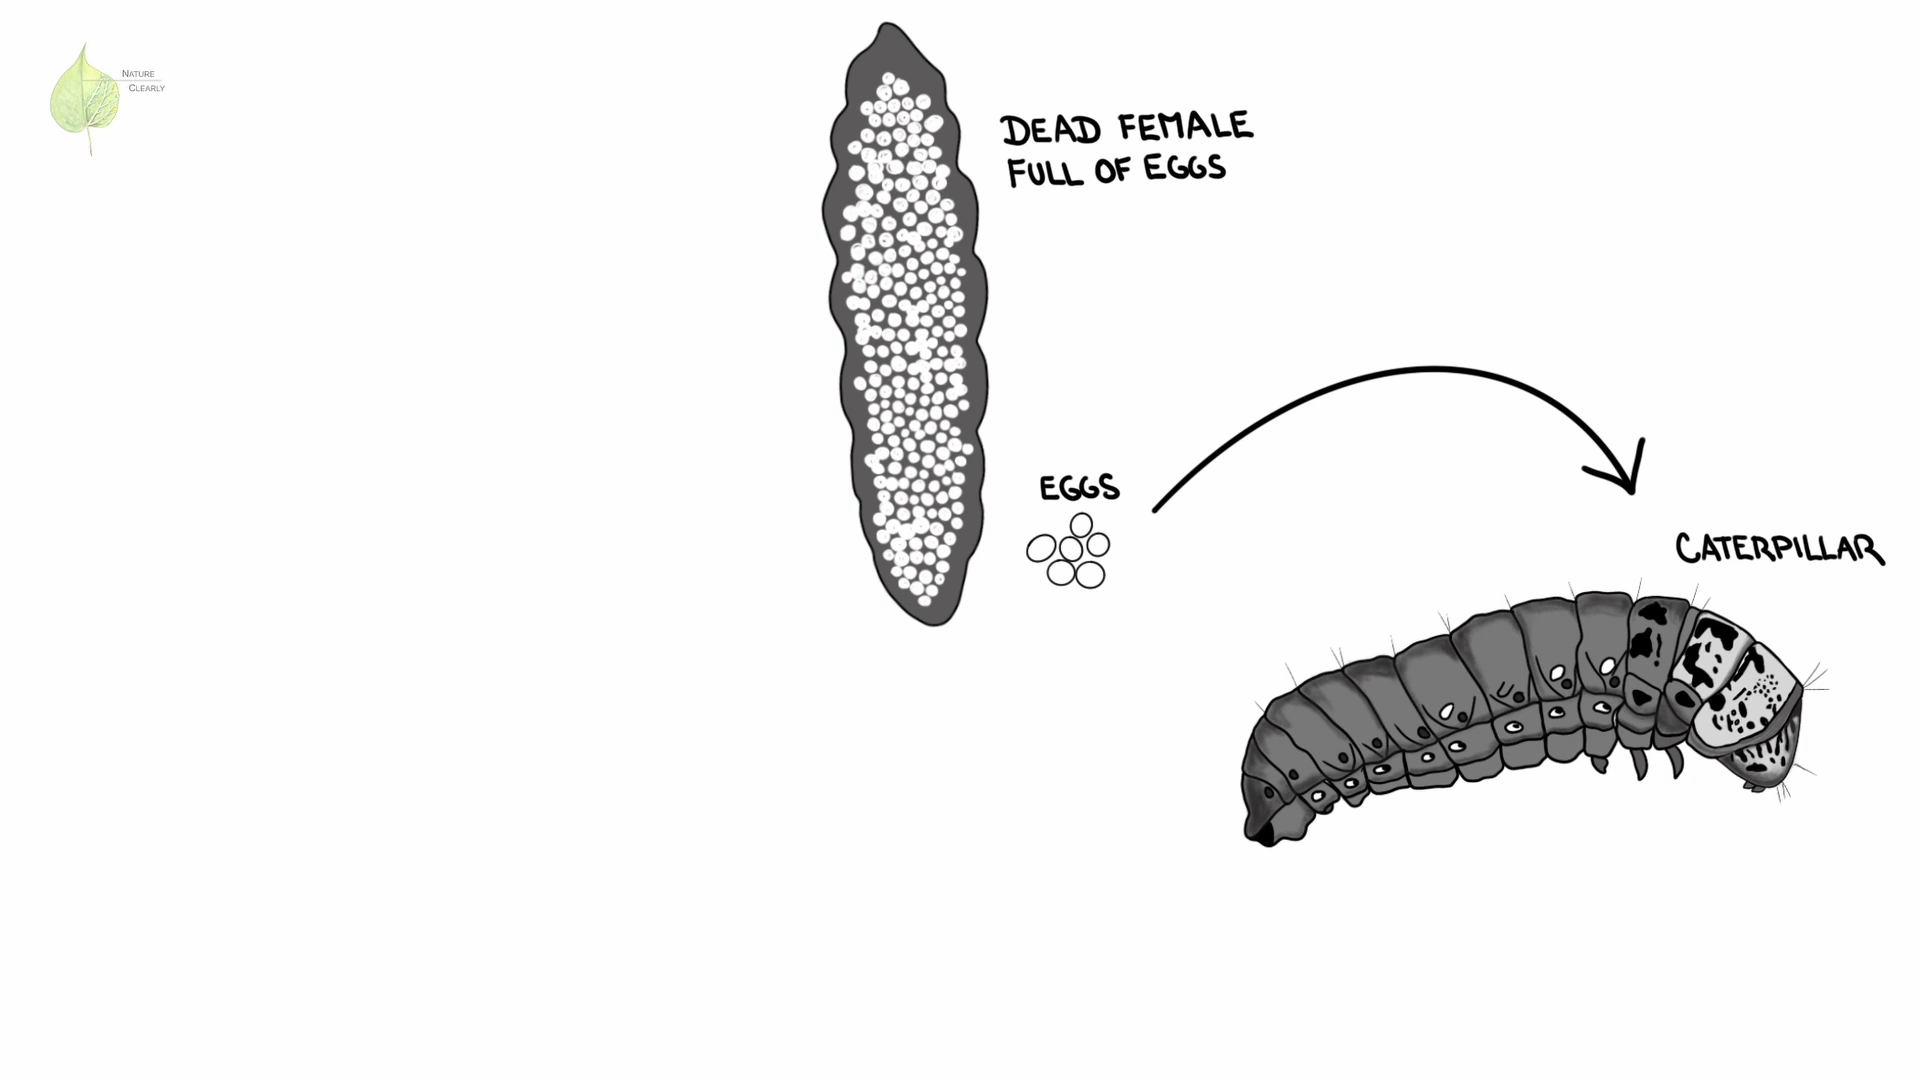 NATURE
CLEARLY
DEAD FEMALE
FULL OF EGGS
EGGS
CATERPILLAR